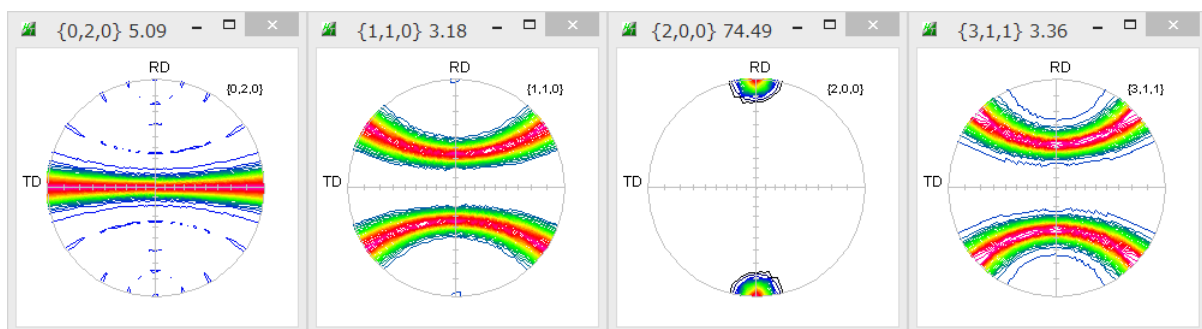 {0,2,0} 5.09
RD
{0,2,0}
TD
{1,1,0} 3.18
RD
{1,1,0}
TD
{2,0,0} 74.49
RD
{2,0,0}
TD
{3,1,1} 3.36
RD
{3,1,1}
TD